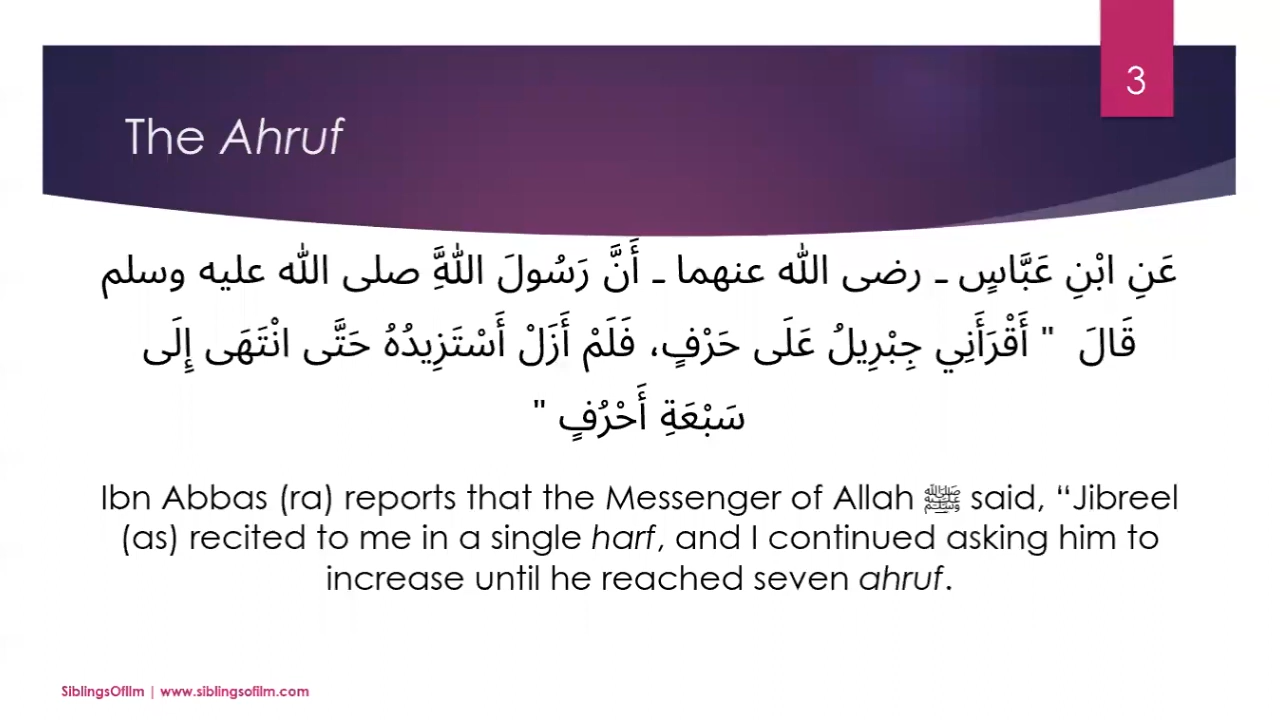 3
The Ahruf
عَنِ ابْنِ عَبَّاسٍ ـ رضى الله عنهما ـ أَنَّ رَسُولَ اللَّهِ صلى الله عليه وسلم
قَالَ " أَقْرَأَنِي جِبْرِيلُ عَلَى حَرْفٍ، فَلَمْ أَزَلْ أَسْتَزِيدُهُ حَتَّى انْتَهَى إِلَى
سَبْعَةِ أَحْرُفٍ "
Ibn Abbas (ra) reports that the Messenger of Allah ﷺ said, “Jibreel
(as) recited to me in a single harf, and I continued asking him to
increase until he reached seven ahruf.
SiblingsOfIlm | www.siblingsofilm.com